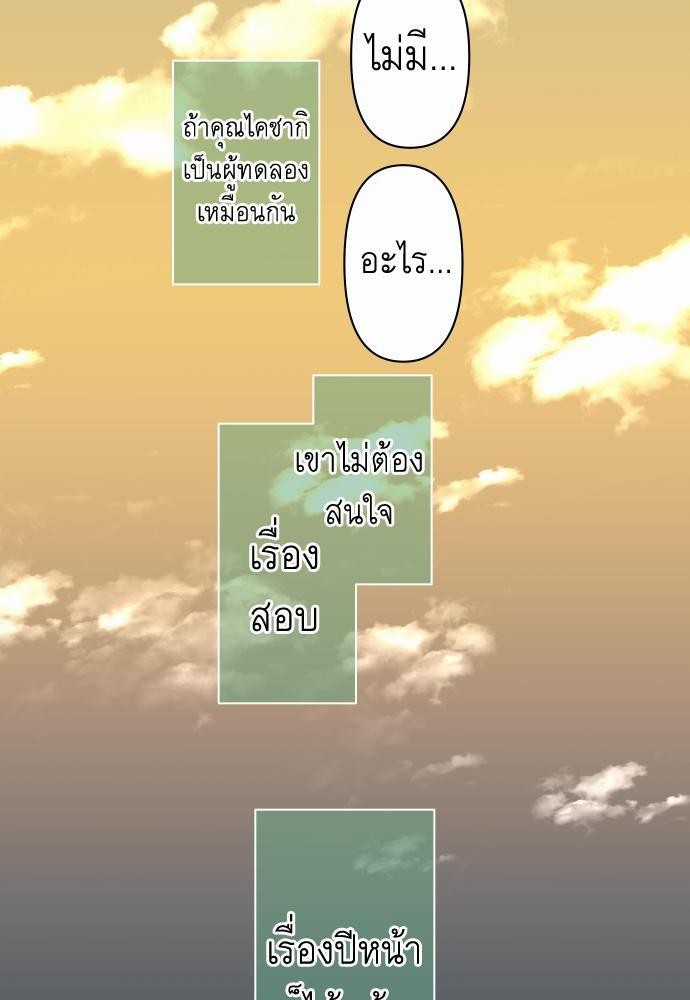 ไม่มี...
ถ้าคุณไคซากิ
เป็นผู้ทดลอง
เหมือนกัน
อะไร...
เขาไม่ต้อง
สนใจ
เรื่อง
สอบ
เรื่องปีหน้า